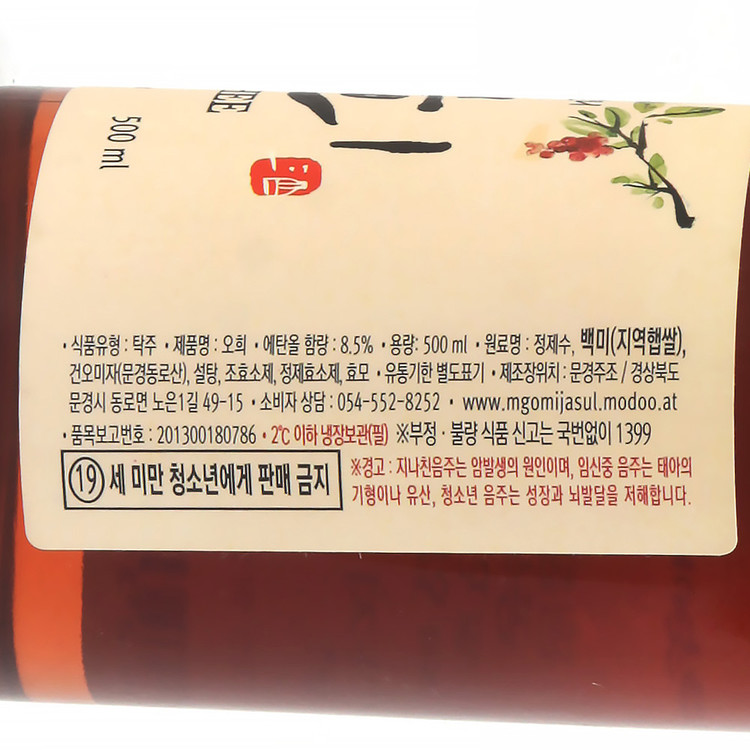 HEE
500 ml
· 식품유형 : 탁주 · 제품명 : 오희 · 에탄올 함량 : 8.5% · 용량: 500 ml · 원료명 : 정제수, 백미(지역햅쌀),
건오미자(문경동로산), 설탕, 조효소제, 정제효소제, 효모 · 유통기한 별도표기 · 제조장위치 : 문경주조 / 경상북도
문경시 동로면 노은1길 49-15 · 소비자 상담 : 054-552-8252 · www.mgomijasul.modoo.at
· 품목보고번호 : 201300180786 · 2℃ 이하 냉장보관(필) ※부정 · 불량 식품 신고는 국번없이 1399
19 세 미만 청소년에게 판매 금지
※경고 : 지나친음주는 암발생의 원인이며, 임신중 음주는 태아의
기형이나 유산, 청소년 음주는 성장과 뇌발달을 저해합니다.